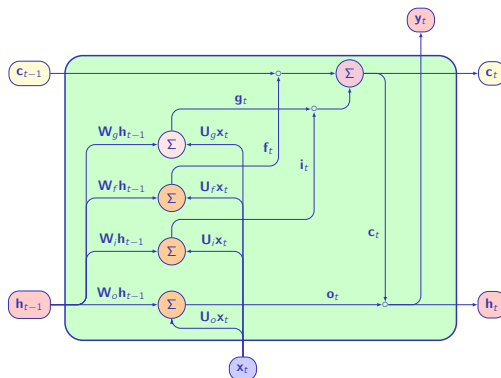 y_t
c_{t−1}
Σ
c_t
g_t
W_g h_{t−1}
U_g x_t
Σ
f_t
i_t
W_f h_{t−1}
U_f x_t
Σ
W_i h_{t−1}
U_i x_t
Σ
c_t
W_o h_{t−1}
o_t
h_{t−1}
Σ
h_t
U_o x_t
x_t